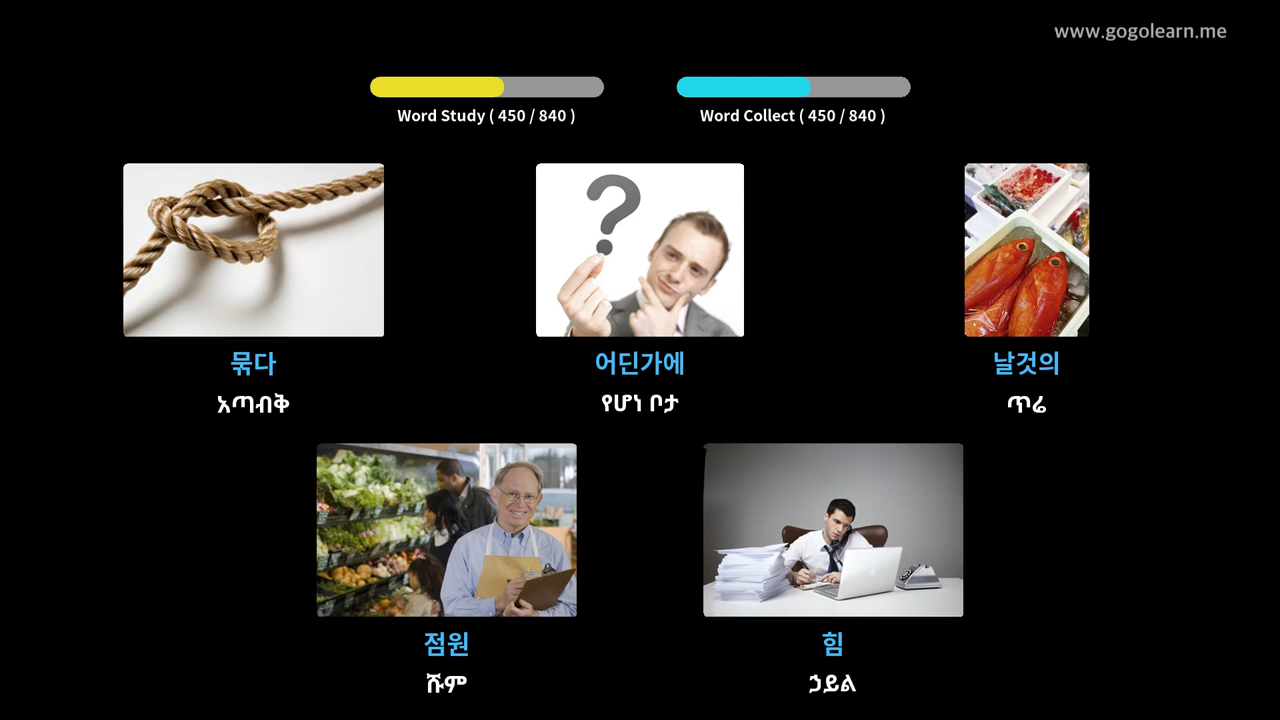 www.gogolearn.me
Word Study ( 450 / 840 )
Word Collect ( 450 / 840 )
묶다
어딘가에
날것의
አጣብቅ
የሆነ ቦታ
ጥሬ
점원
힘
ሹም
ኃይል